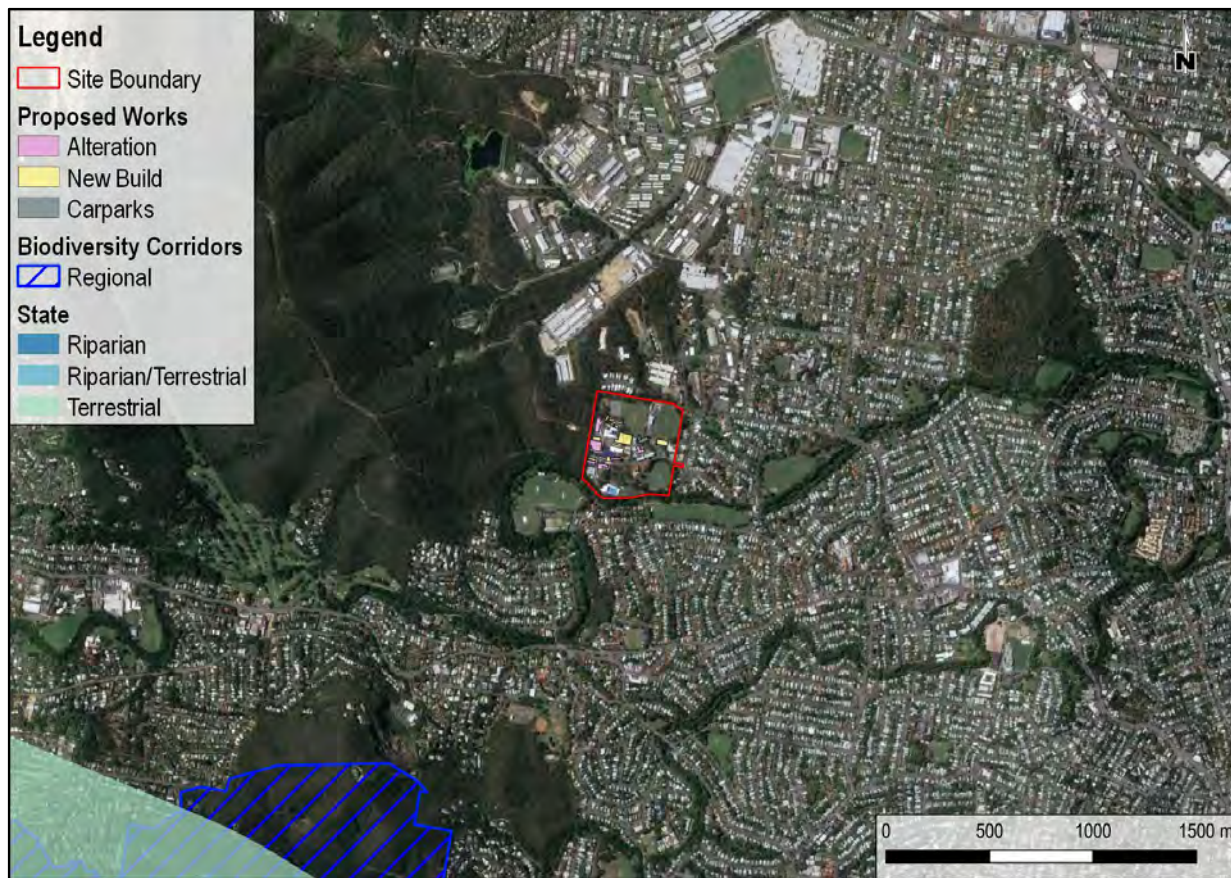 Legend
Site Boundary
Proposed Works
Alteration
New Build
Carparks
Biodiversity Corridors
Regional
State
Riparian
Riparian/Terrestrial
Terrestrial
N
0 500 1000 1500 m